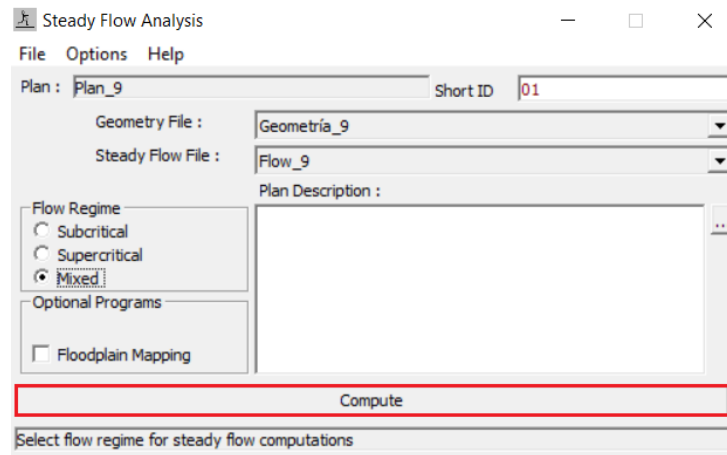 Steady Flow Analysis
File Options Help
Plan : Plan_9 Short ID 01
Geometry File : Geometría_9
Steady Flow File : Flow_9
Plan Description :
Flow Regime
Subcritical
Supercritical
Mixed
Optional Programs
Floodplain Mapping
...
Compute
Select flow regime for steady flow computations